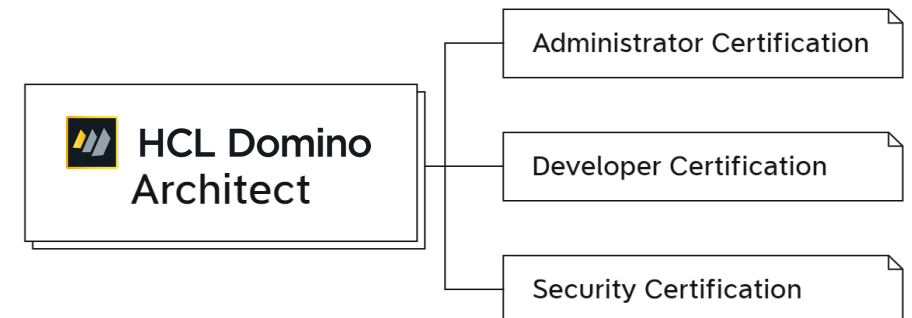 HCL Domino
Architect
Administrator Certification
Developer Certification
Security Certification